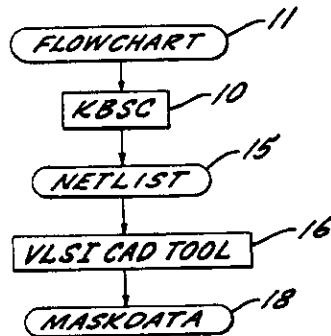 11
FLOWCHART
10
KBSC
15
NETLIST
16
VLSI CAD TOOL
18
MASKDATA